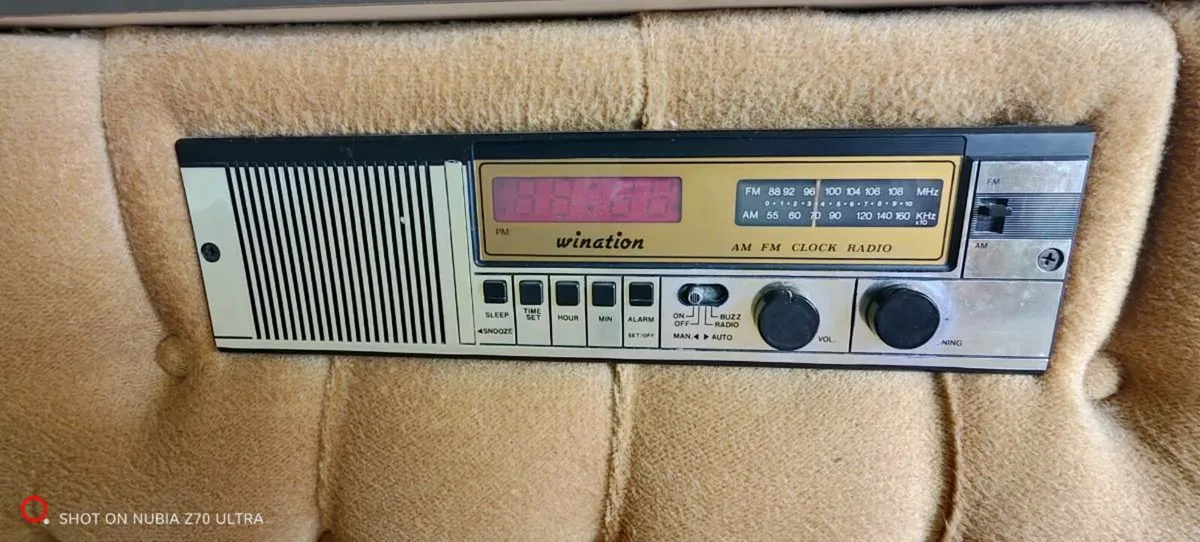 FM 88 92 96 100 104 106 108 MHz
0 • 1 • 2 • 3 • 4 • 5 • 6 • 7 • 8 • 9 • 10
AM 55 60 70 90 120 140 160 KHz
x10
PM
wination
AM FM CLOCK RADIO
FM
AM
SLEEP
◄SNOOZE
TIME
SET
HOUR
MIN
ALARM
SET/OFF
ON
OFF
BUZZ
RADIO
MAN.◄ ► AUTO
VOL.
NING
SHOT ON NUBIA Z70 ULTRA